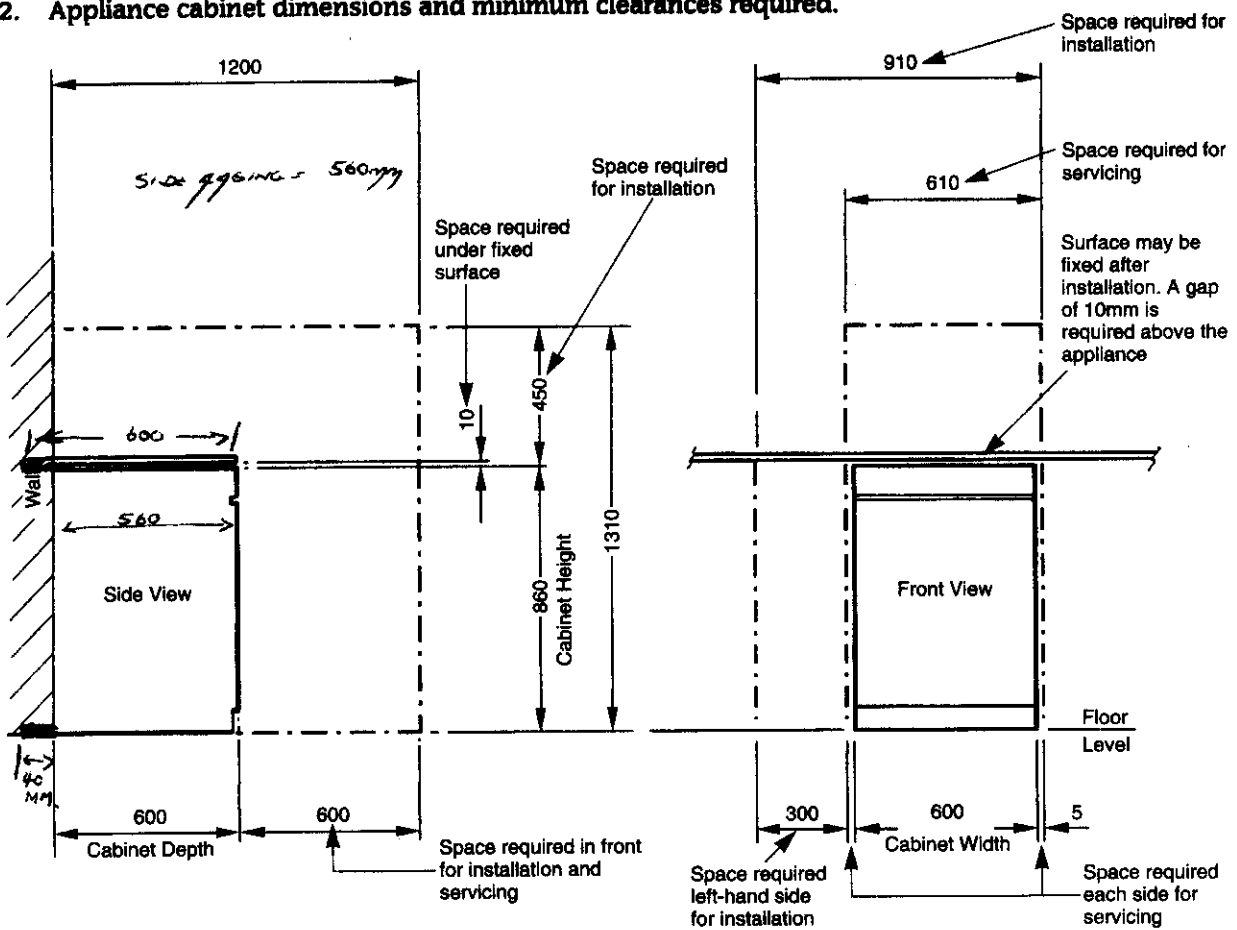 2. Appliance cabinet dimensions and minimum clearances required.
Space required for
installation
1200
910
SIDE
= 560mm
Space required
for installation
Space required for
servicing
610
Space required
under fixed
surface
Surface may be
fixed after
installation. A gap
of 10mm is
required above the
appliance
450
10
600
Wall
560
1310
Side View
860
Cabinet Height
Front View
Floor
Level
40
MM
600
Cabinet Depth
600
Space required in front
for installation and
servicing
300
600
5
Cabinet Width
Space required
left-hand side
for installation
Space required
each side for
servicing